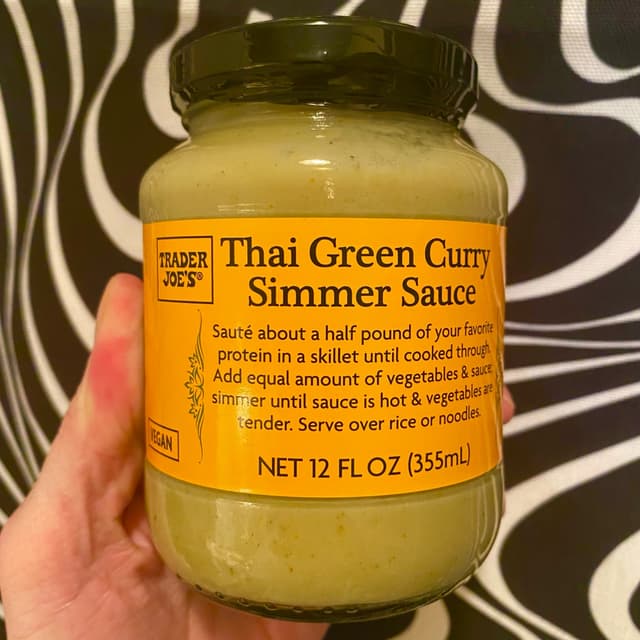 TRADER
JOE'S®
Thai Green Curry
Simmer Sauce
Sauté about a half pound of your favorite
protein in a skillet until cooked through.
Add equal amount of vegetables & sauce;
simmer until sauce is hot & vegetables are
tender. Serve over rice or noodles.
VEGAN
NET 12 FL OZ (355mL)